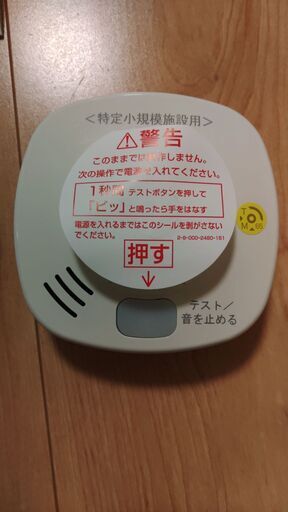 ＜特定小規模施設用＞
警告
このままでは動作しません。
次の操作で電源を入れてください。
1秒間 テストボタンを押して
「ピッ」と鳴ったら手をはなす
電源を入れるまではこのシールを剥がさない
でください。
2-9-000-2480-151
押す
テスト／
音を止める